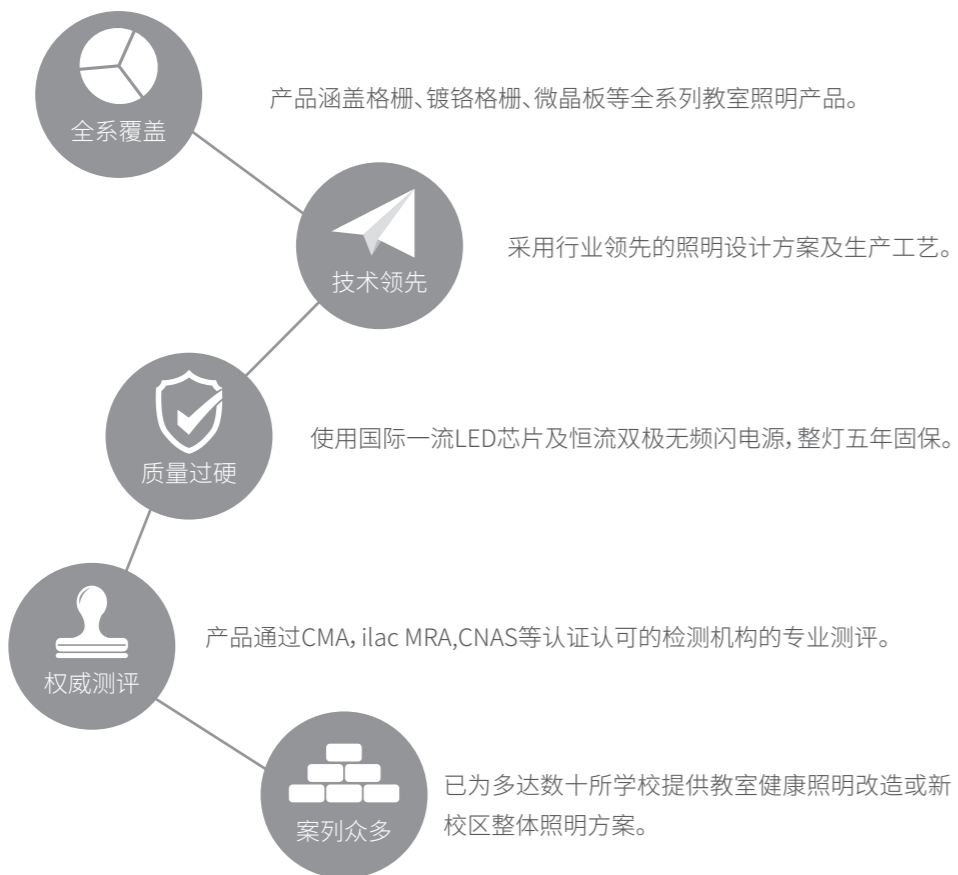 全系覆盖
产品涵盖格栅、镀铬格栅、微晶板等全系列教室照明产品。
技术领先
采用行业领先的照明设计方案及生产工艺。
质量过硬
使用国际一流LED芯片及恒流双极无频闪电源，整灯五年固保。
权威测评
产品通过CMA，ilac MRA,CNAS等认证认可的检测机构的专业测评。
案列众多
已为多达数十所学校提供教室健康照明改造或新
校区整体照明方案。